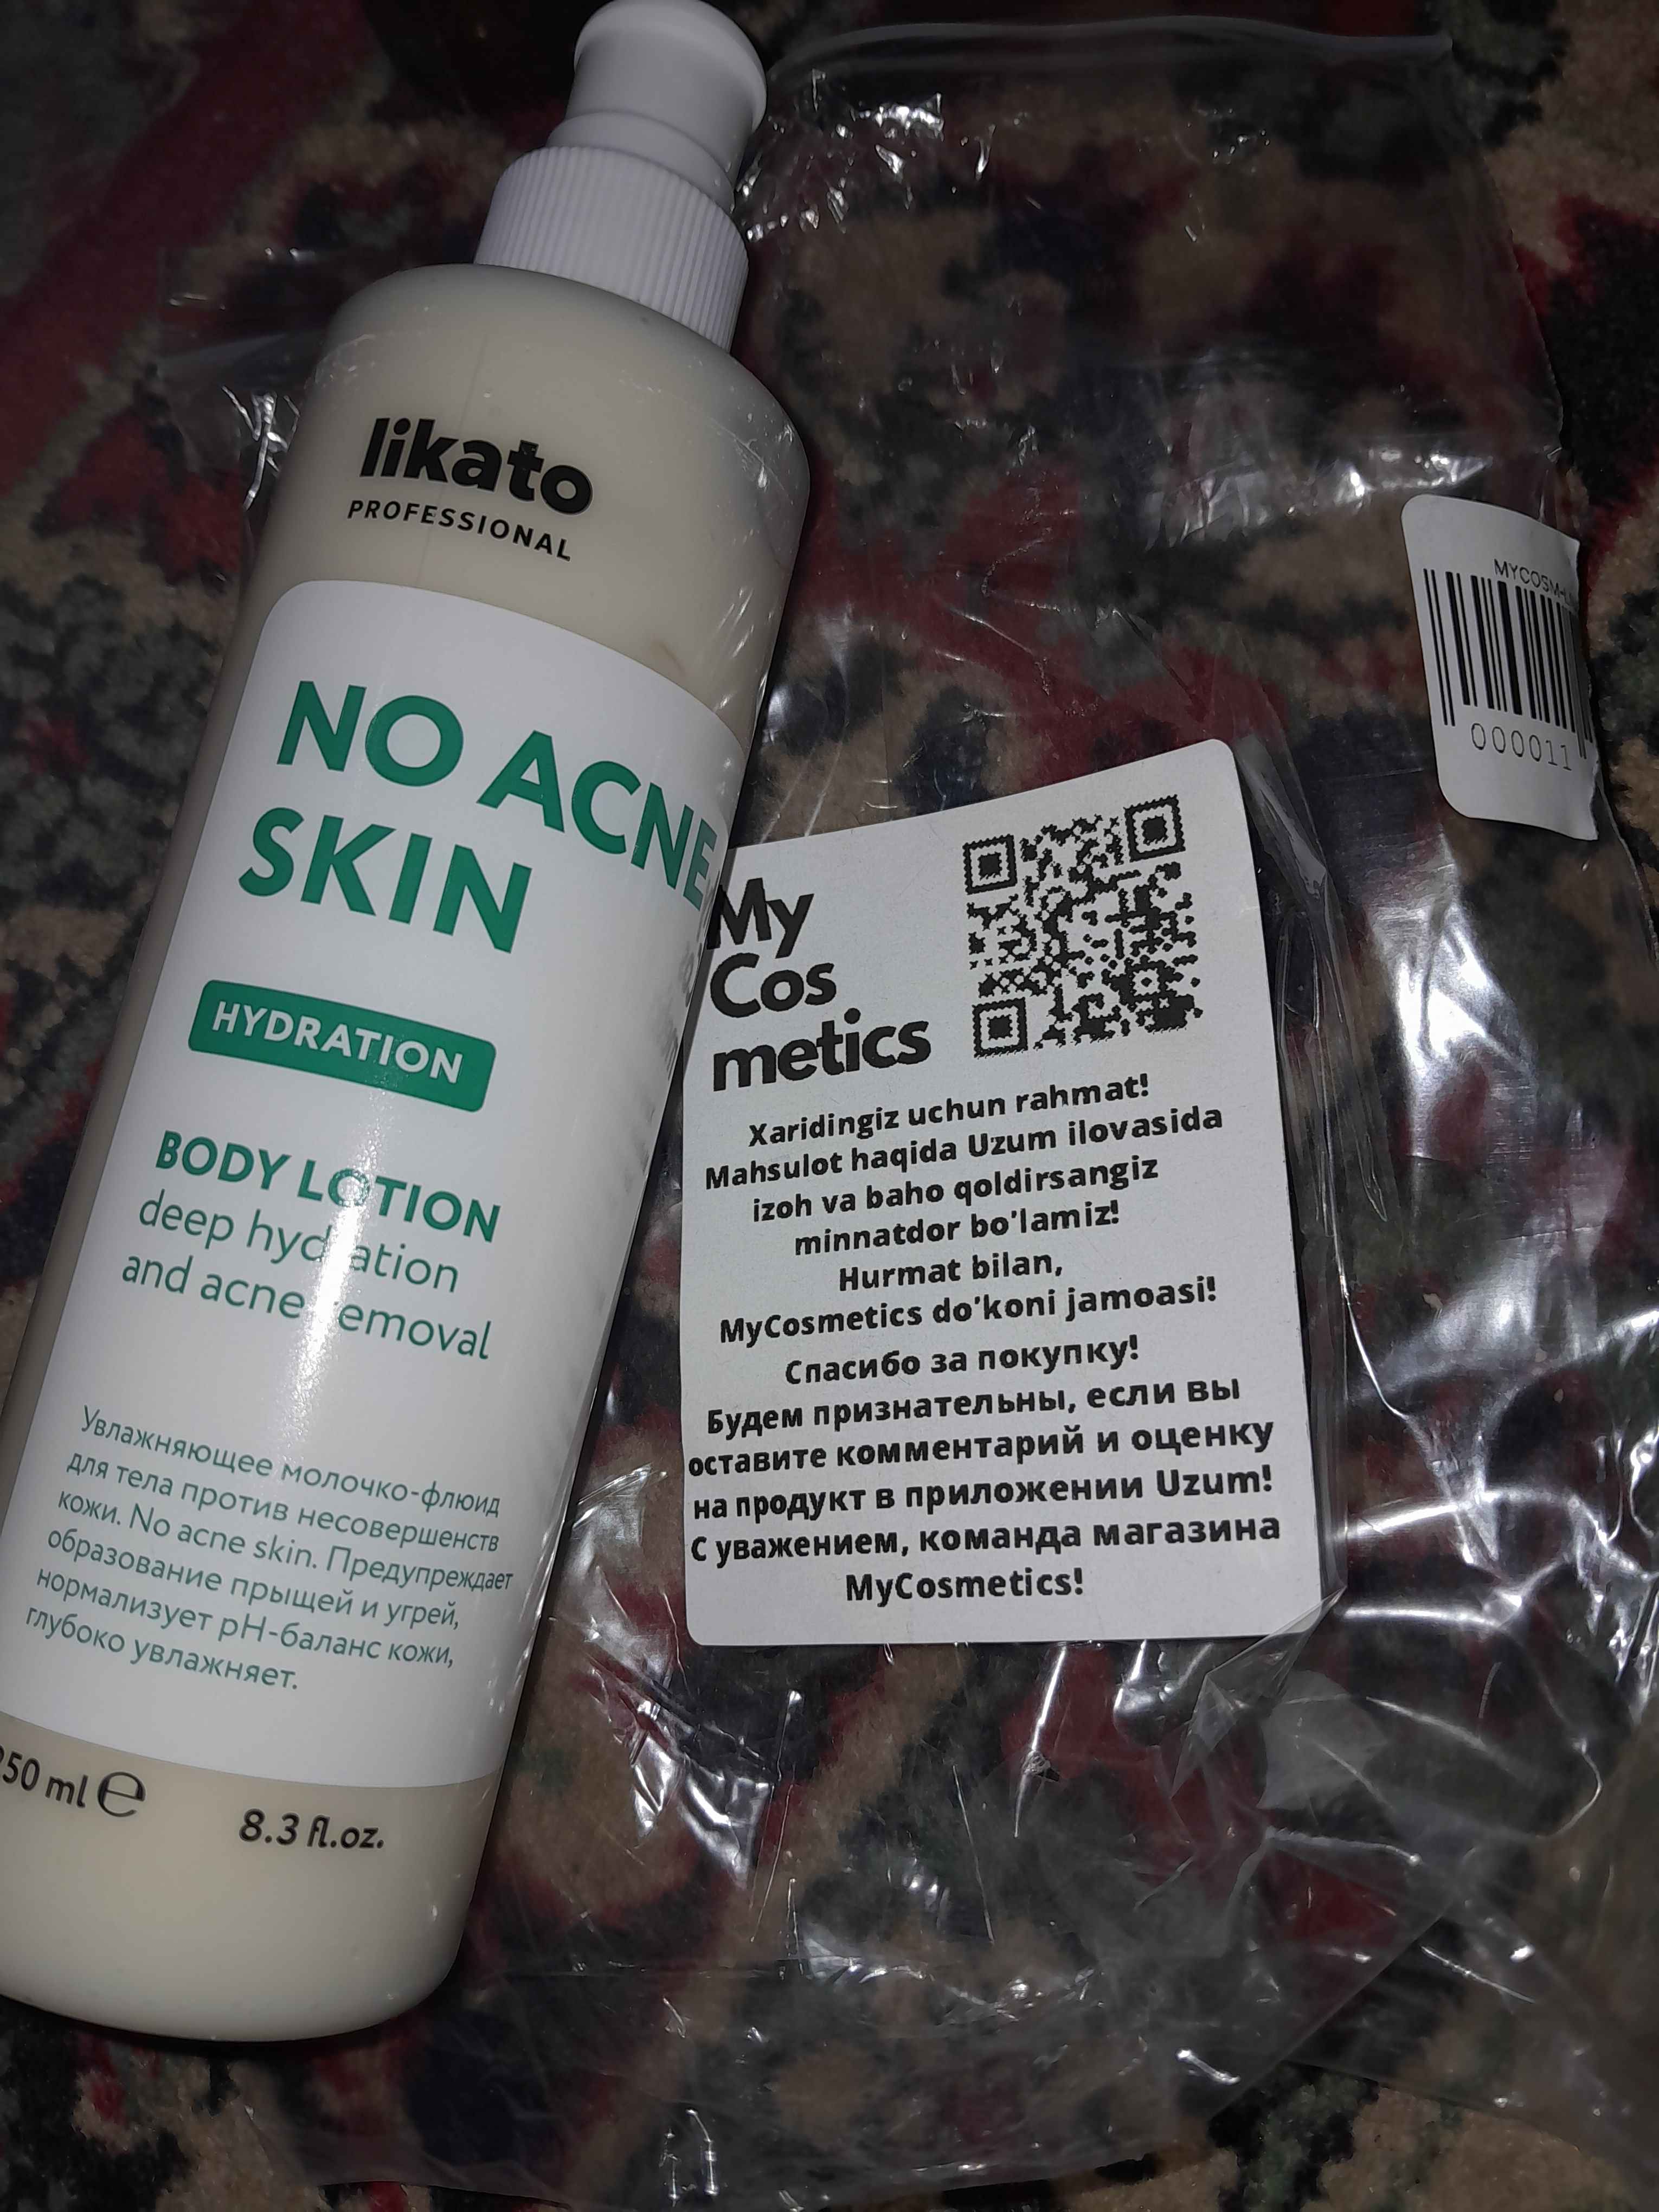 likato
PROFESSIONAL
NO ACNE
SKIN
HYDRATION
BODY LOTION
deep hydration
and acne removal
Увлажняющее молочко-флюид
для тела против несовершенств
кожи. No acne skin. Предупреждает
образование прыщей и угрей,
нормализует pH-баланс кожи,
глубоко увлажняет.
250 ml ℮
8.3 fl.oz.
My
Cos
metics
Xaridingiz uchun rahmat!
Mahsulot haqida Uzum ilovasida
izoh va baho qoldirsangiz
minnatdor bo'lamiz!
Hurmat bilan,
MyCosmetics do'koni jamoasi!
Спасибо за покупку!
Будем признательны, если вы
оставите комментарий и оценку
на продукт в приложении Uzum!
С уважением, команда магазина
MyCosmetics!
000011